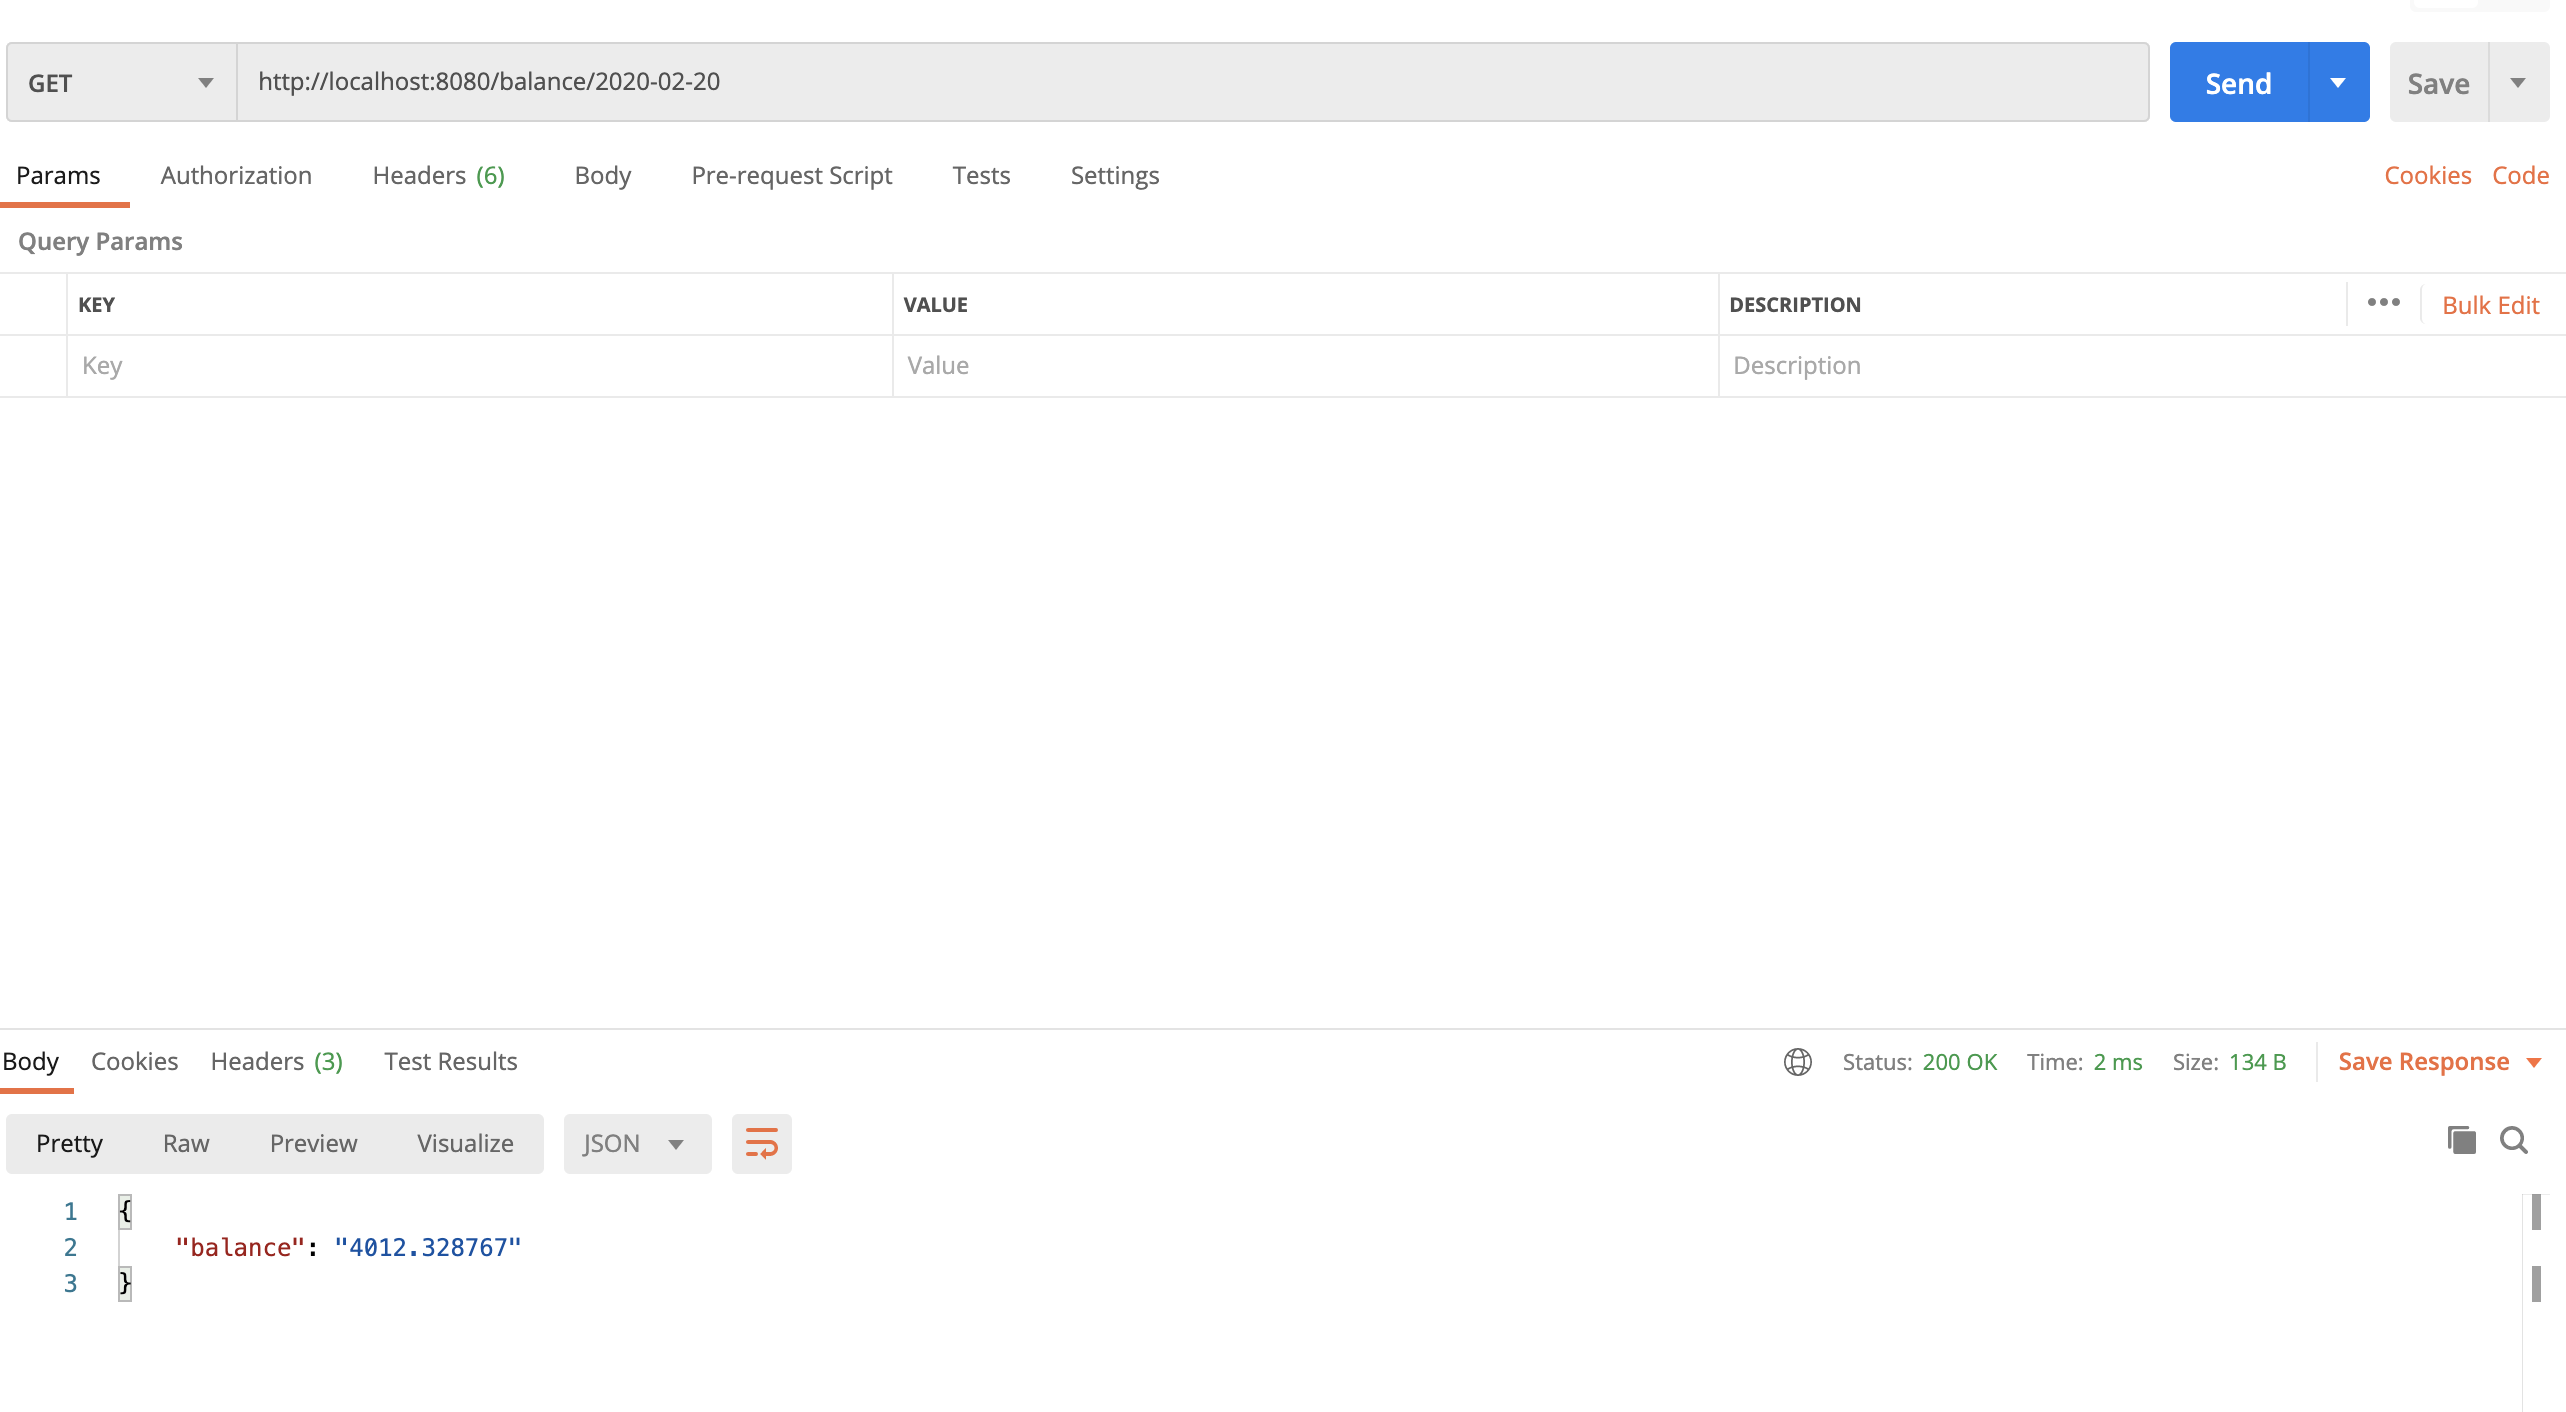 GET http://localhost:8080/balance/2020-02-20 Send Save
Params Authorization Headers (6) Body Pre-request Script Tests Settings Cookies Code
Query Params
KEY VALUE DESCRIPTION ••• Bulk Edit
Key Value Description
Body Cookies Headers (3) Test Results Status: 200 OK Time: 2 ms Size: 134 B Save Response
Pretty Raw Preview Visualize JSON
1 {
2 "balance": "4012.328767"
3 }